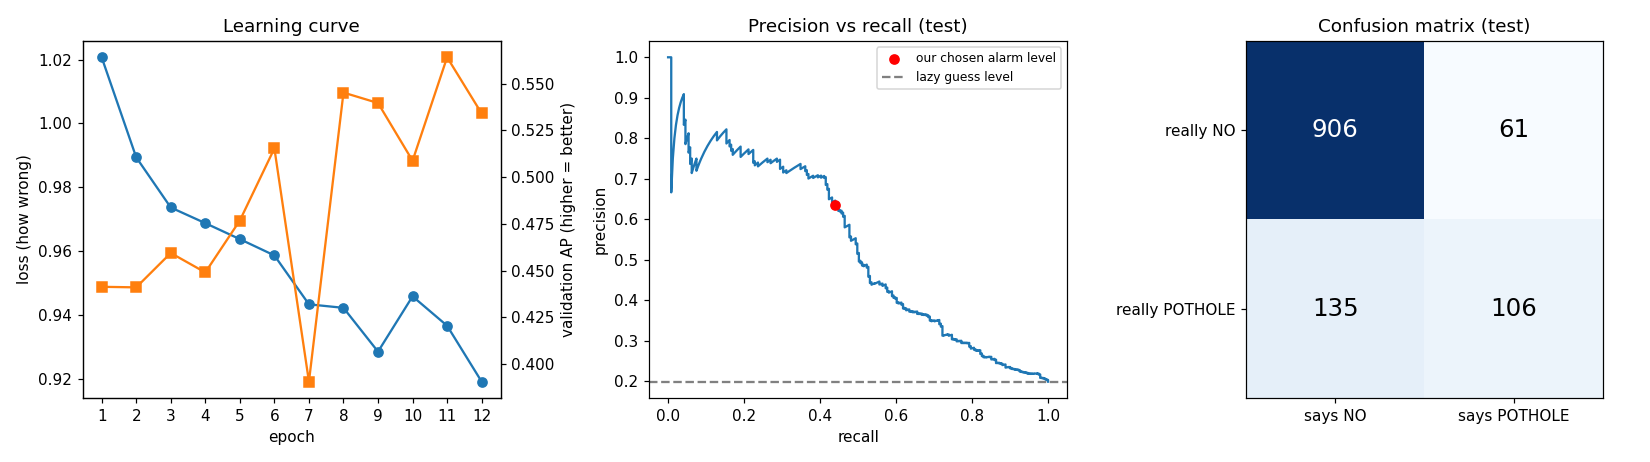 Learning curve
loss (how wrong)
1.02
1.00
0.98
0.96
0.94
0.92
1 2 3 4 5 6 7 8 9 10 11 12
epoch
0.550
0.525
0.500
0.475
0.450
0.425
0.400
validation AP (higher = better)
Precision vs recall (test)
precision
1.0
0.9
0.8
0.7
0.6
0.5
0.4
0.3
0.2
our chosen alarm level
lazy guess level
0.0 0.2 0.4 0.6 0.8 1.0
recall
Confusion matrix (test)
really NO 906 61
really POTHOLE 135 106
says NO says POTHOLE